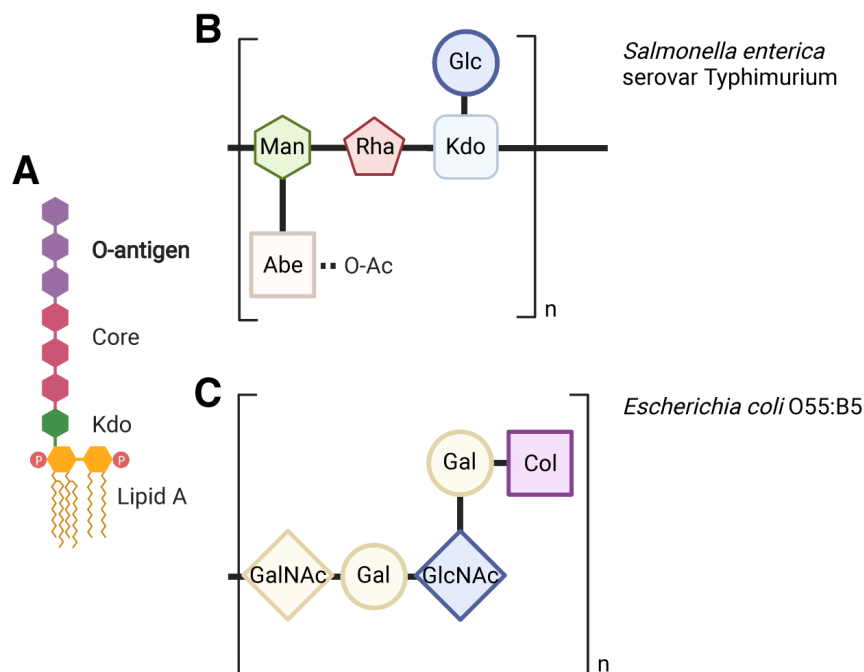 A
O-antigen
Core
Kdo
P
P
Lipid A
B
Glc
Man
Rha
Kdo
Abe
O-Ac
n
Salmonella enterica
serovar Typhimurium
C
Gal
Col
GalNAc
Gal
GlcNAc
n
Escherichia coli O55:B5